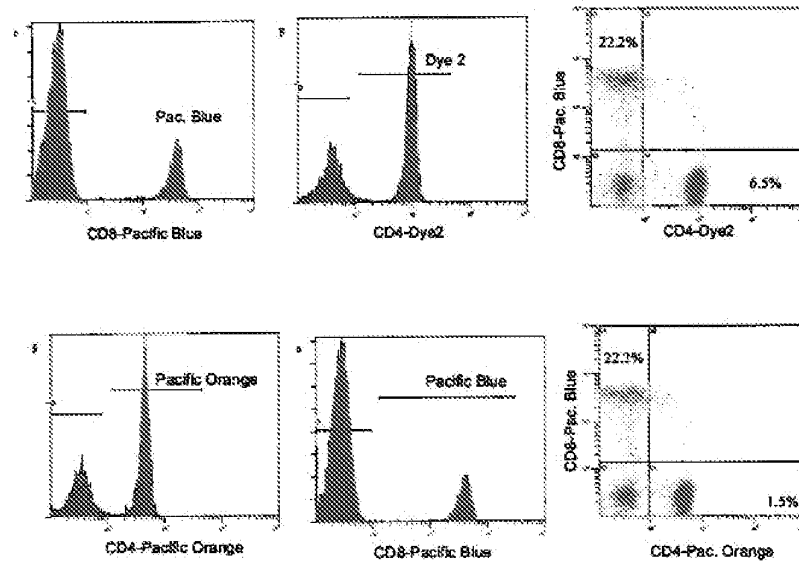 Pac. Blue
CD8-Pacific Blue
Dye 2
CD4-Dye2
22.2%
6.5%
CD8-Pac. Blue
CD4-Dye2
Pacific Orange
CD4-Pacific Orange
Pacific Blue
CD8-Pacific Blue
22.2%
1.5%
CD8-Pac. Blue
CD4-Pac. Orange